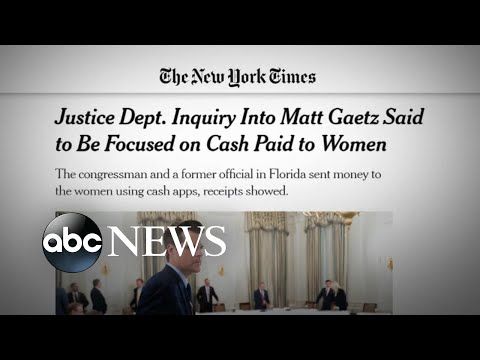 The New York Times
Justice Dept. Inquiry Into Matt Gaetz Said
to Be Focused on Cash Paid to Women
The congressman and a former official in Florida sent money to
the women using cash apps, receipts showed.
abc NEWS